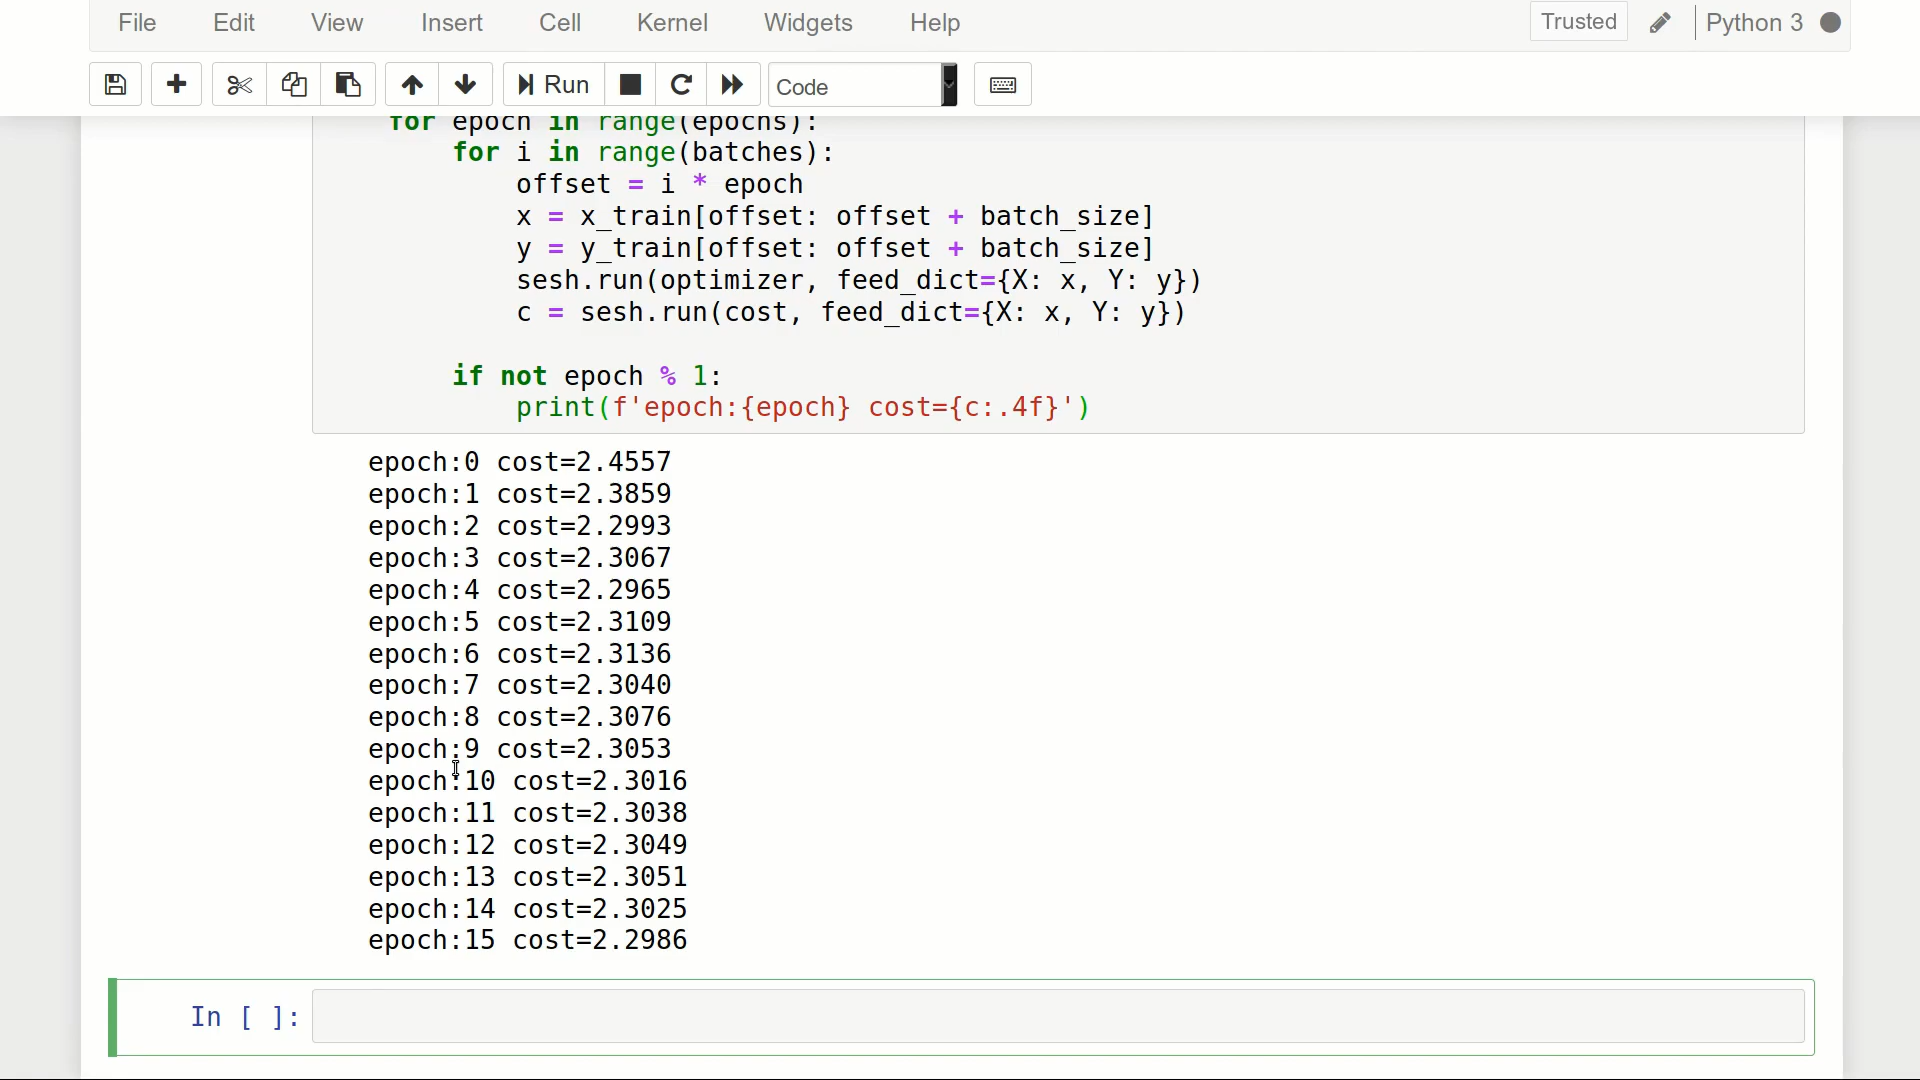 File Edit View Insert Cell Kernel Widgets Help Trusted Python 3
Run Code
for epoch in range(epochs):
for i in range(batches):
offset = i * epoch
x = x_train[offset: offset + batch_size]
y = y_train[offset: offset + batch_size]
sesh.run(optimizer, feed_dict={X: x, Y: y})
c = sesh.run(cost, feed_dict={X: x, Y: y})
if not epoch % 1:
print(f'epoch:{epoch} cost={c:.4f}')
epoch:0 cost=2.4557
epoch:1 cost=2.3859
epoch:2 cost=2.2993
epoch:3 cost=2.3067
epoch:4 cost=2.2965
epoch:5 cost=2.3109
epoch:6 cost=2.3136
epoch:7 cost=2.3040
epoch:8 cost=2.3076
epoch:9 cost=2.3053
epoch:10 cost=2.3016
epoch:11 cost=2.3038
epoch:12 cost=2.3049
epoch:13 cost=2.3051
epoch:14 cost=2.3025
epoch:15 cost=2.2986
In [ ]: